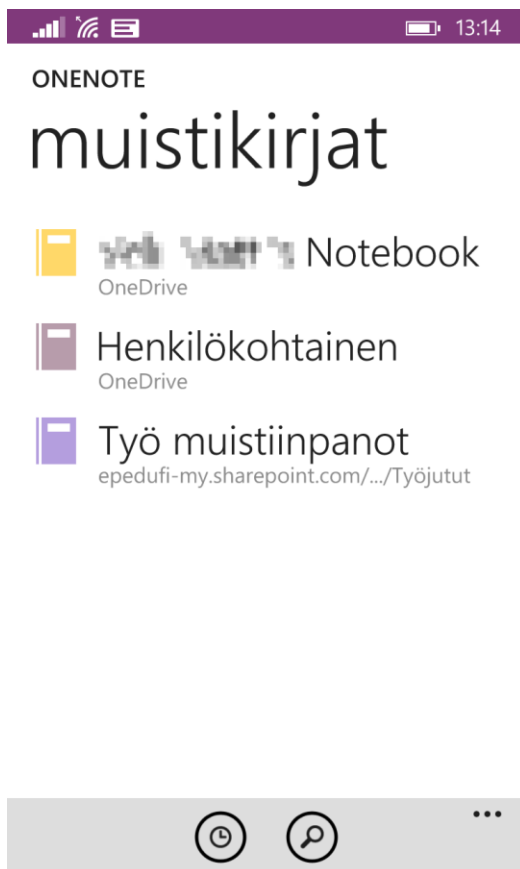 13:14
ONENOTE
muistikirjat
Notebook
OneDrive
Henkilökohtainen
OneDrive
Työ muistiinpanot
epedufi-my.sharepoint.com/.../Työjutut